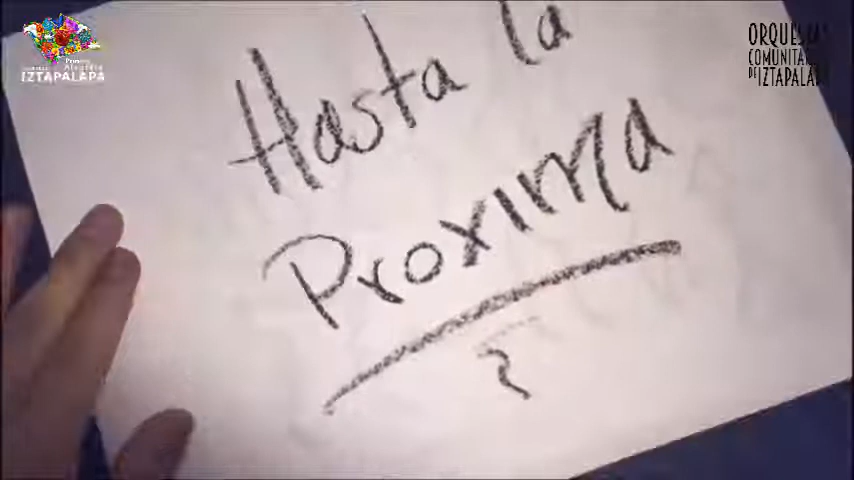 Hasta la
Proxima
IZTAPALAPA
ORQUESTAS
COMUNITARIAS
DE IZTAPALAPA